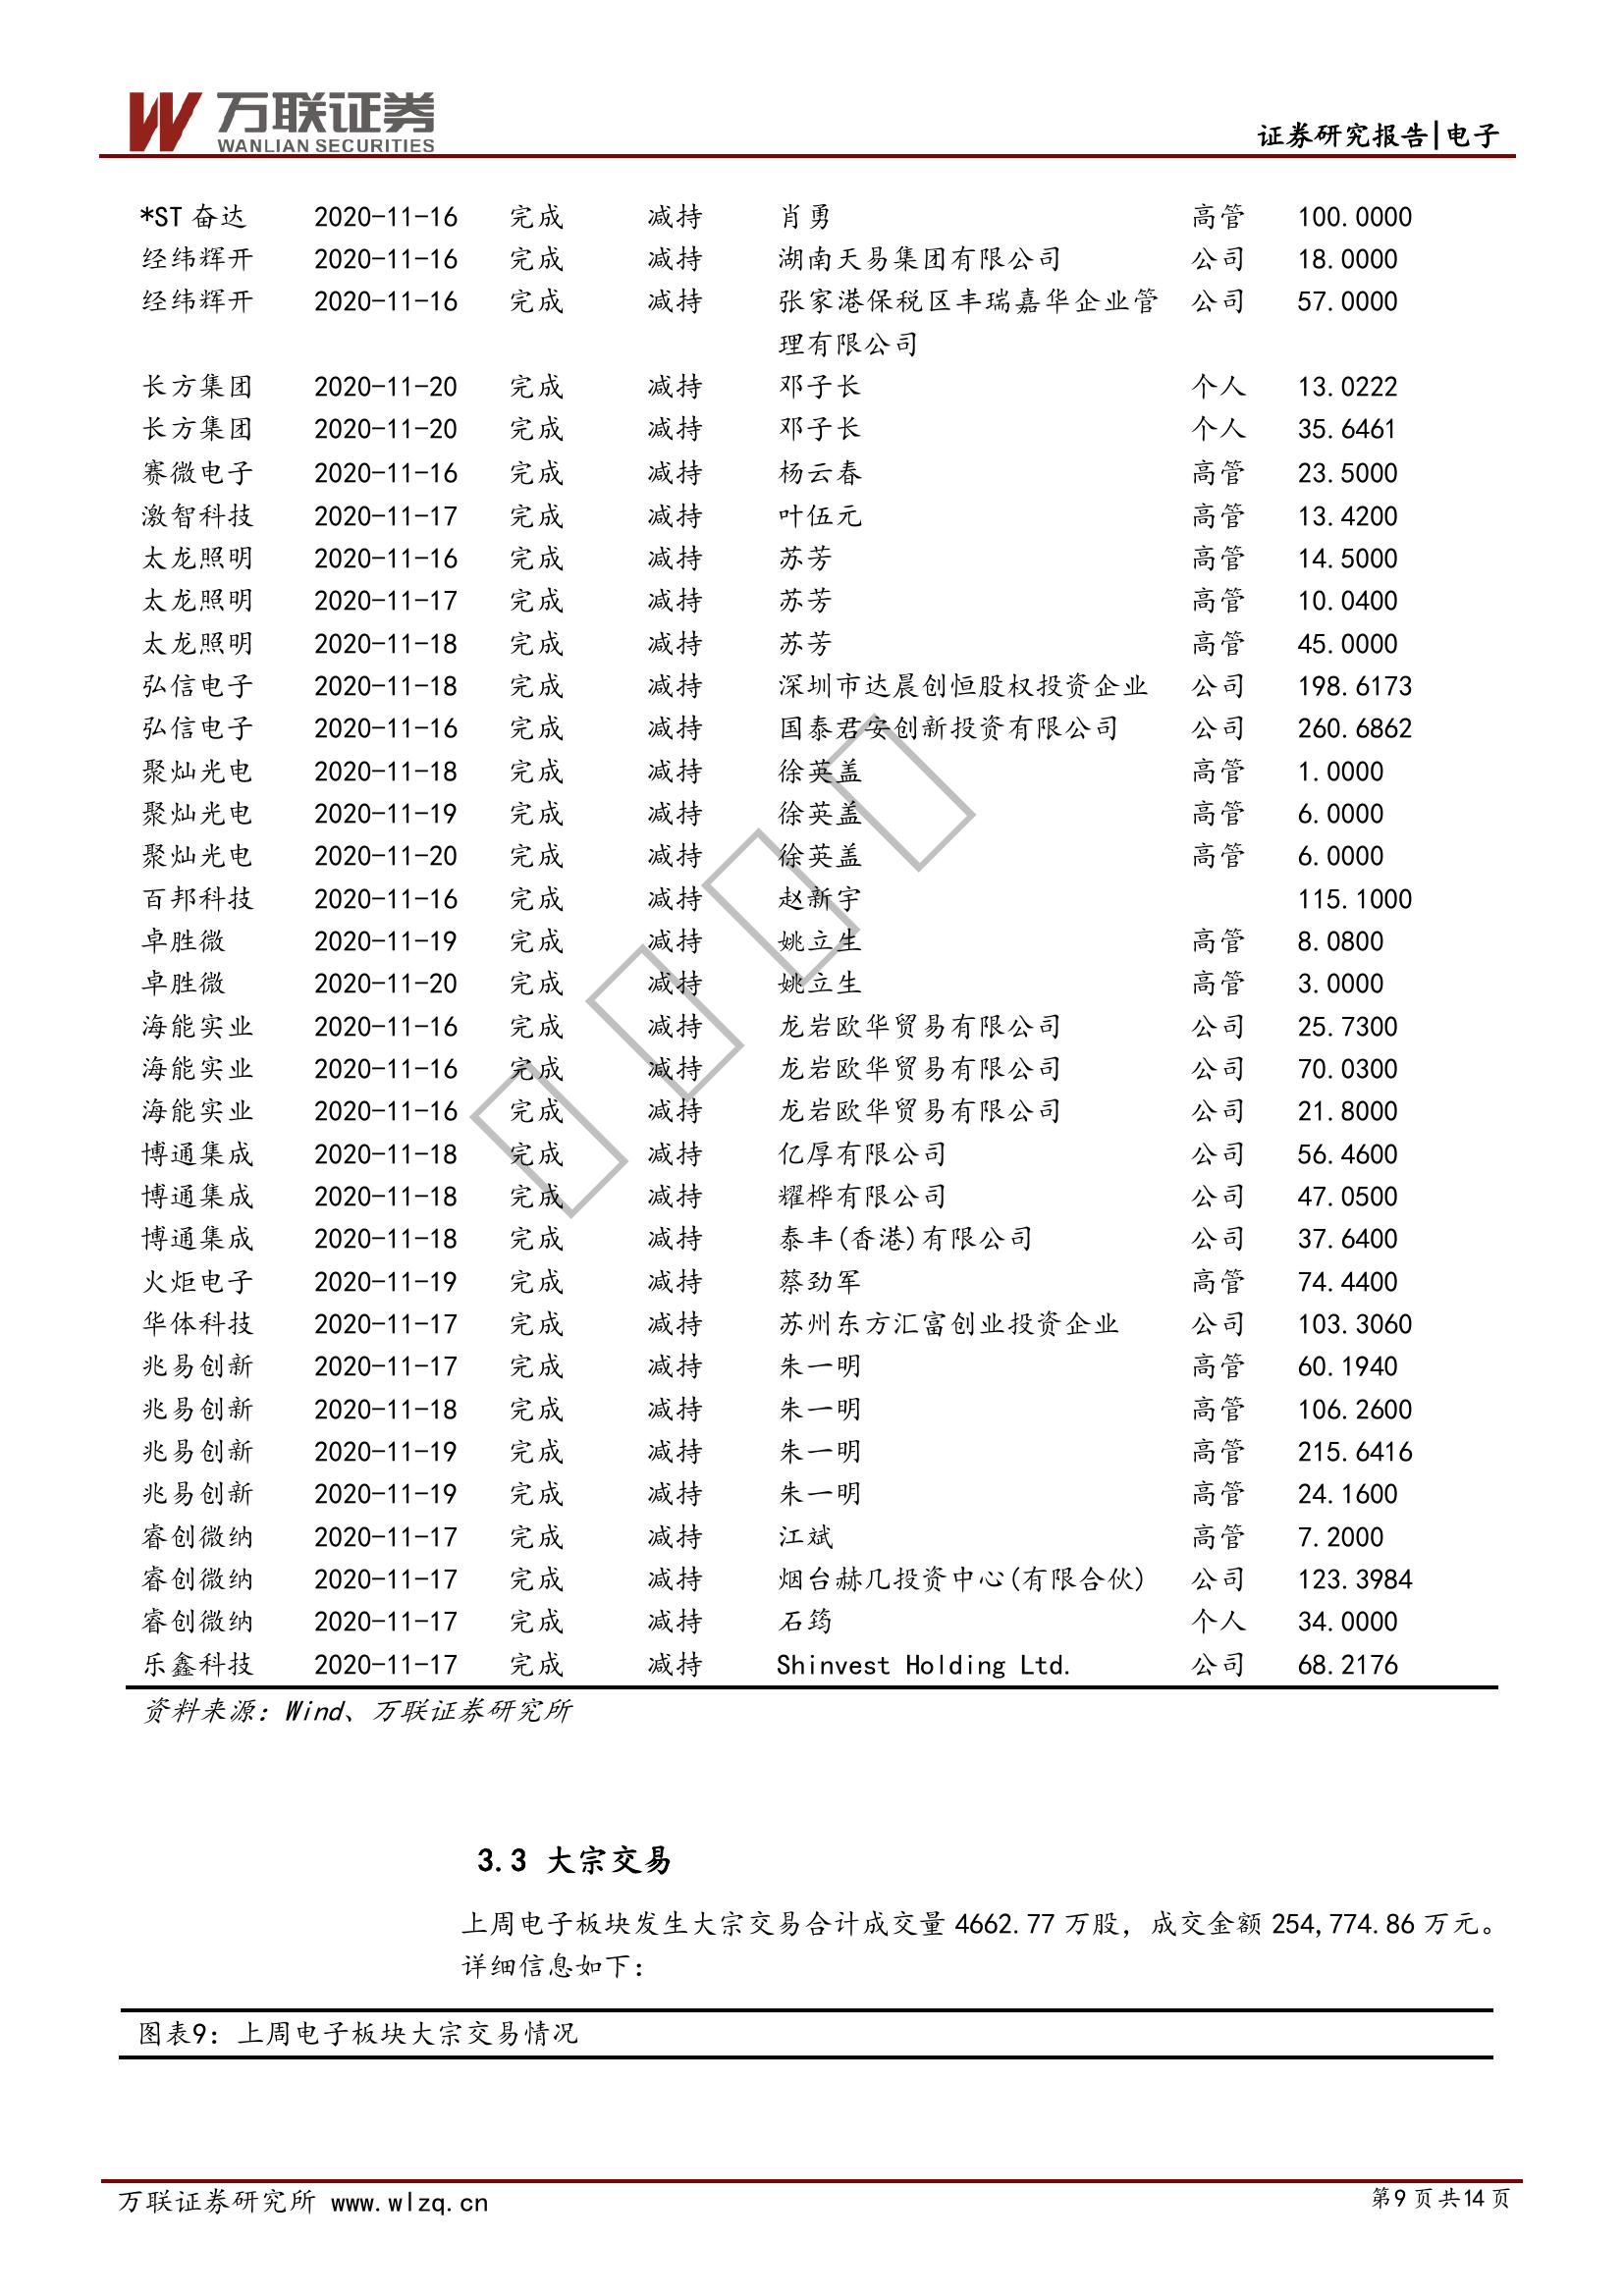 万联证券
WANLIAN SECURITIES
证券研究报告|电子
*ST 奋达 2020-11-16 完成 减持 肖勇 高管 100.0000
经纬辉开 2020-11-16 完成 减持 湖南天易集团有限公司 公司 18.0000
经纬辉开 2020-11-16 完成 减持 张家港保税区丰瑞嘉华企业管 公司 57.0000
理有限公司
长方集团 2020-11-20 完成 减持 邓子长 个人 13.0222
长方集团 2020-11-20 完成 减持 邓子长 个人 35.6461
赛微电子 2020-11-16 完成 减持 杨云春 高管 23.5000
激智科技 2020-11-17 完成 减持 叶伍元 高管 13.4200
太龙照明 2020-11-16 完成 减持 苏芳 高管 14.5000
太龙照明 2020-11-17 完成 减持 苏芳 高管 10.0400
太龙照明 2020-11-18 完成 减持 苏芳 高管 45.0000
弘信电子 2020-11-18 完成 减持 深圳市达晨创恒股权投资企业 公司 198.6173
弘信电子 2020-11-16 完成 减持 国泰君安创新投资有限公司 公司 260.6862
聚灿光电 2020-11-18 完成 减持 徐英盖 高管 1.0000
聚灿光电 2020-11-19 完成 减持 徐英盖 高管 6.0000
聚灿光电 2020-11-20 完成 减持 徐英盖 高管 6.0000
百邦科技 2020-11-16 完成 减持 赵新宇 115.1000
卓胜微 2020-11-19 完成 减持 姚立生 高管 8.0800
卓胜微 2020-11-20 完成 减持 姚立生 高管 3.0000
海能实业 2020-11-16 完成 减持 龙岩欧华贸易有限公司 公司 25.7300
海能实业 2020-11-16 完成 减持 龙岩欧华贸易有限公司 公司 70.0300
海能实业 2020-11-16 完成 减持 龙岩欧华贸易有限公司 公司 21.8000
博通集成 2020-11-18 完成 减持 亿厚有限公司 公司 56.4600
博通集成 2020-11-18 完成 减持 耀桦有限公司 公司 47.0500
博通集成 2020-11-18 完成 减持 泰丰(香港)有限公司 公司 37.6400
火炬电子 2020-11-19 完成 减持 蔡劲军 高管 74.4400
华体科技 2020-11-17 完成 减持 苏州东方汇富创业投资企业 公司 103.3060
兆易创新 2020-11-17 完成 减持 朱一明 高管 60.1940
兆易创新 2020-11-18 完成 减持 朱一明 高管 106.2600
兆易创新 2020-11-19 完成 减持 朱一明 高管 215.6416
兆易创新 2020-11-19 完成 减持 朱一明 高管 24.1600
睿创微纳 2020-11-17 完成 减持 江斌 高管 7.2000
睿创微纳 2020-11-17 完成 减持 烟台赫几投资中心(有限合伙) 公司 123.3984
睿创微纳 2020-11-17 完成 减持 石筠 个人 34.0000
乐鑫科技 2020-11-17 完成 减持 Shinvest Holding Ltd. 公司 68.2176
资料来源：Wind、万联证券研究所
3.3 大宗交易
上周电子板块发生大宗交易合计成交量 4662.77 万股，成交金额 254,774.86 万元。
详细信息如下：
图表9：上周电子板块大宗交易情况
万联证券研究所 www.wlzq.cn
第9 页 共14 页